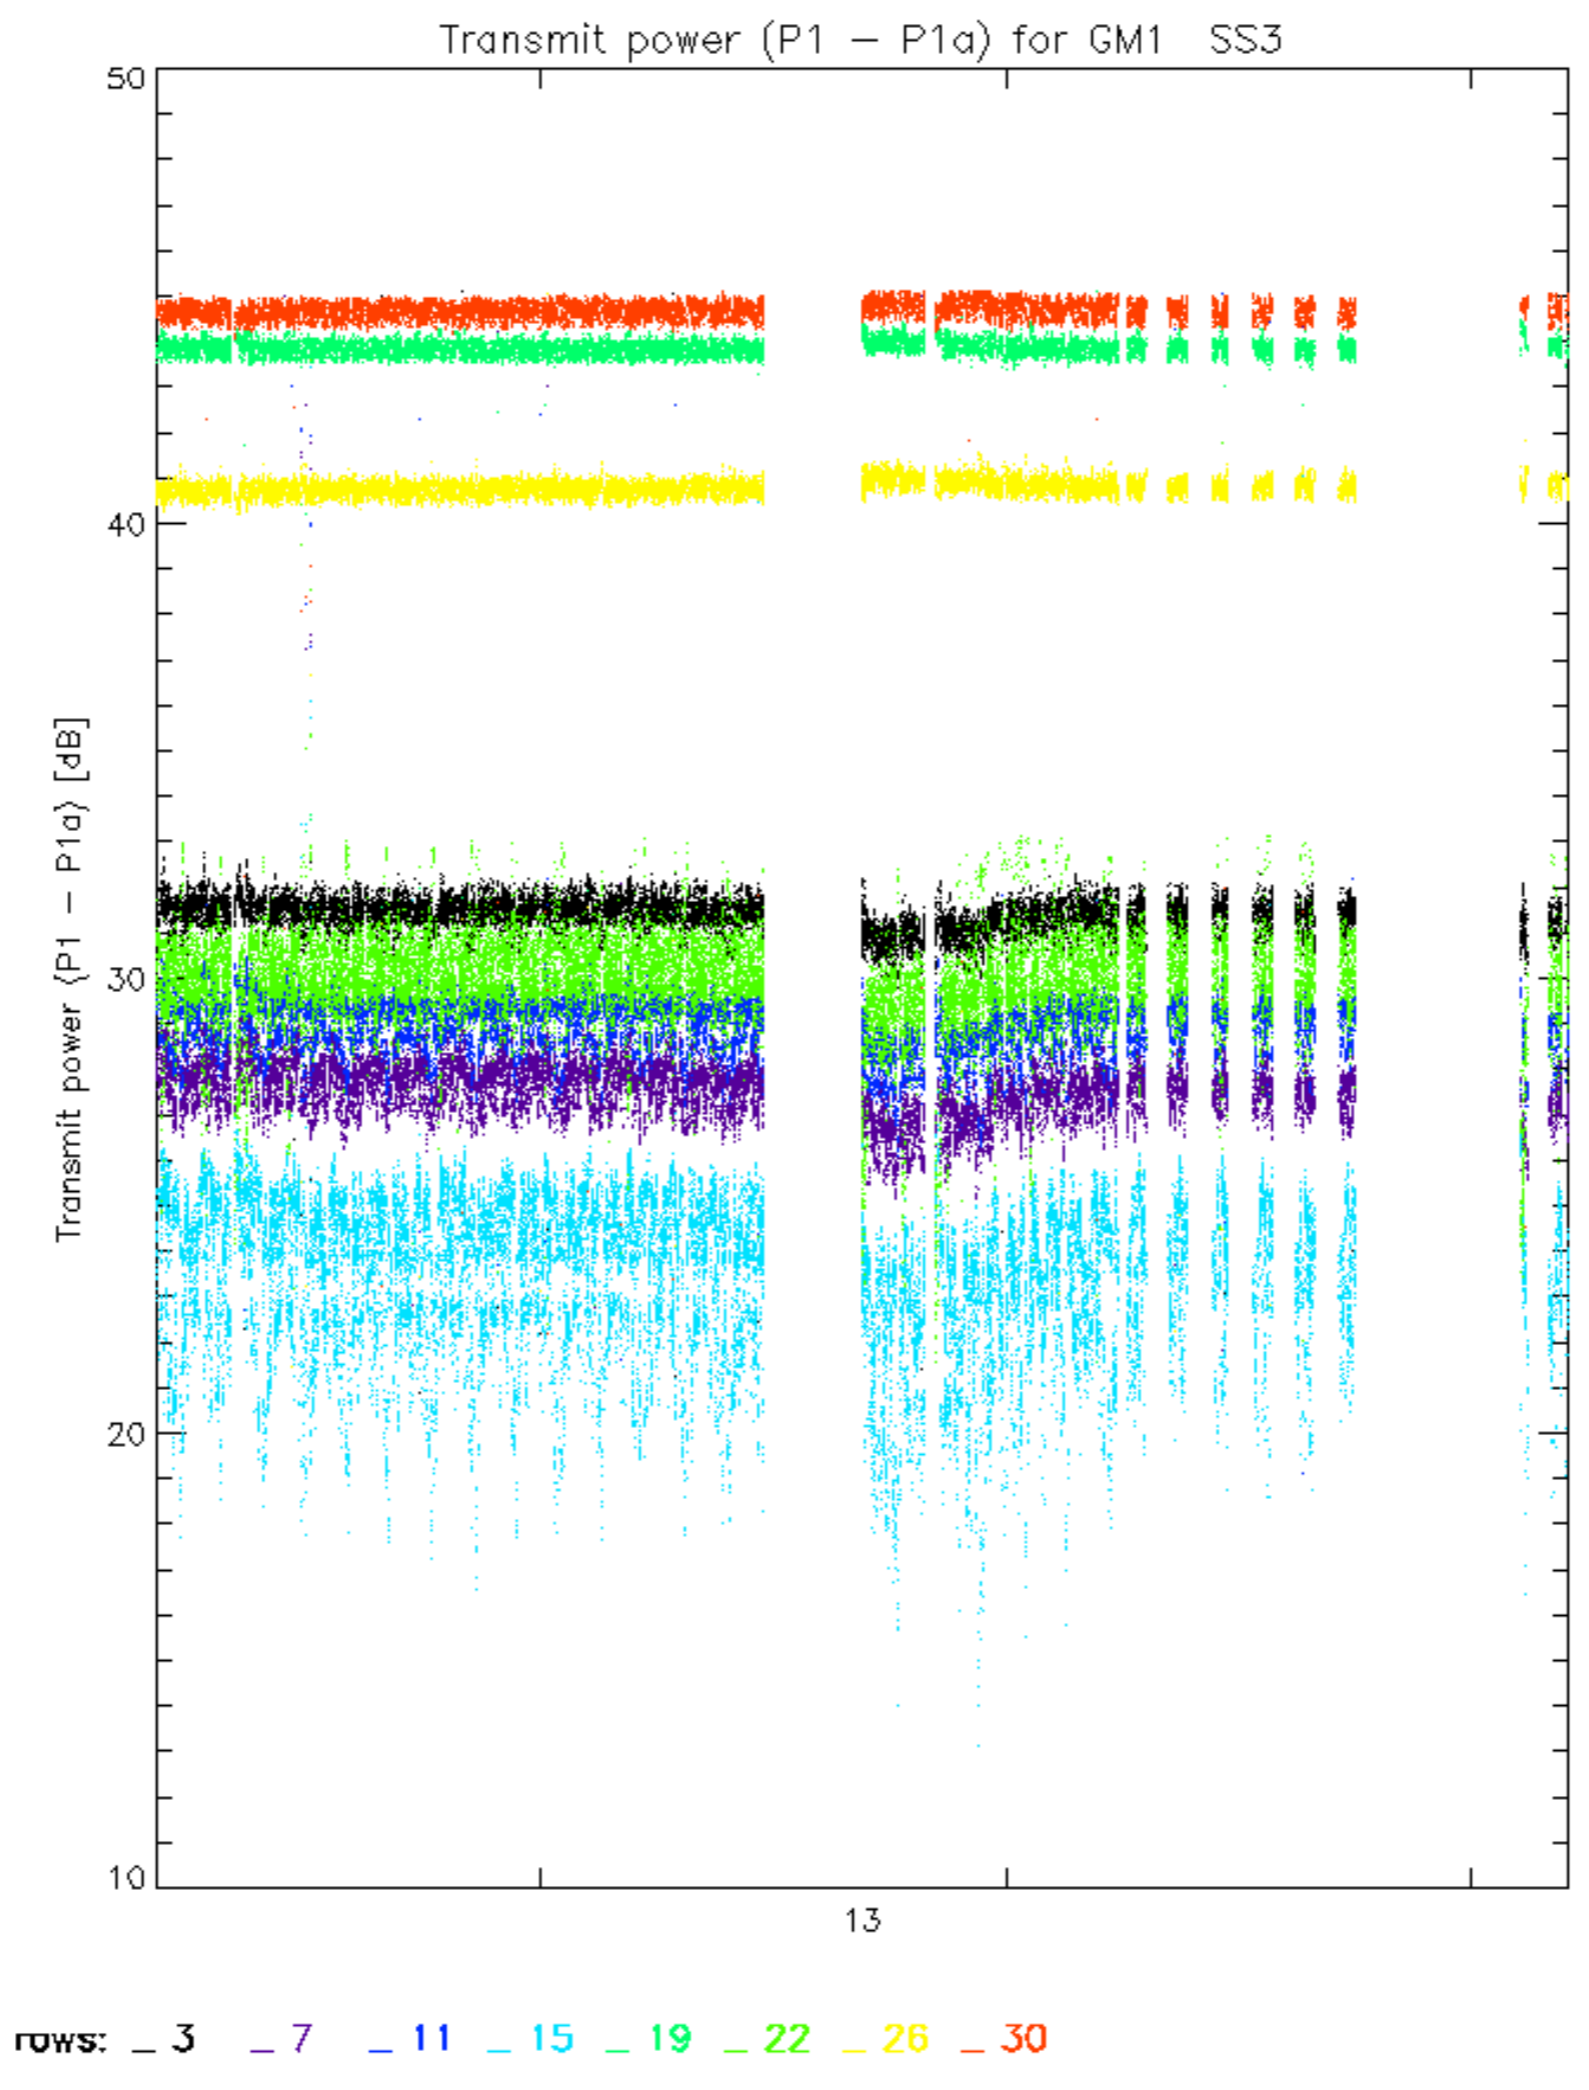 Transmit power (P1 - P1a) for GM1 SS3
50
40
30
20
10
Transmit power {P1 - P1a} [dB]
13
rows: _ 3 _ 7 _ 11 _ 15 _ 19 _ 22 _ 26 _ 30